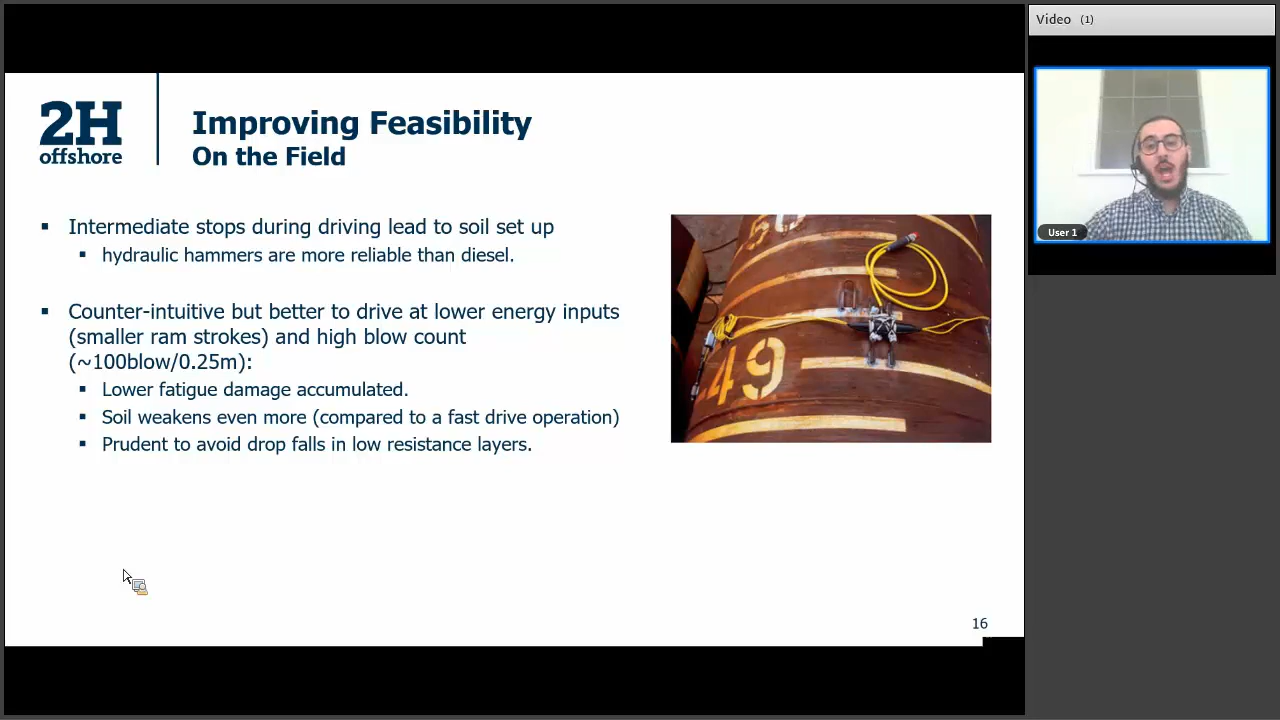 Video (1)
2H
offshore
Improving Feasibility
On the Field
Intermediate stops during driving lead to soil set up
hydraulic hammers are more reliable than diesel.
Counter-intuitive but better to drive at lower energy inputs
(smaller ram strokes) and high blow count
(~100blow/0.25m):
Lower fatigue damage accumulated.
Soil weakens even more (compared to a fast drive operation)
Prudent to avoid drop falls in low resistance layers.
49
User 1
16